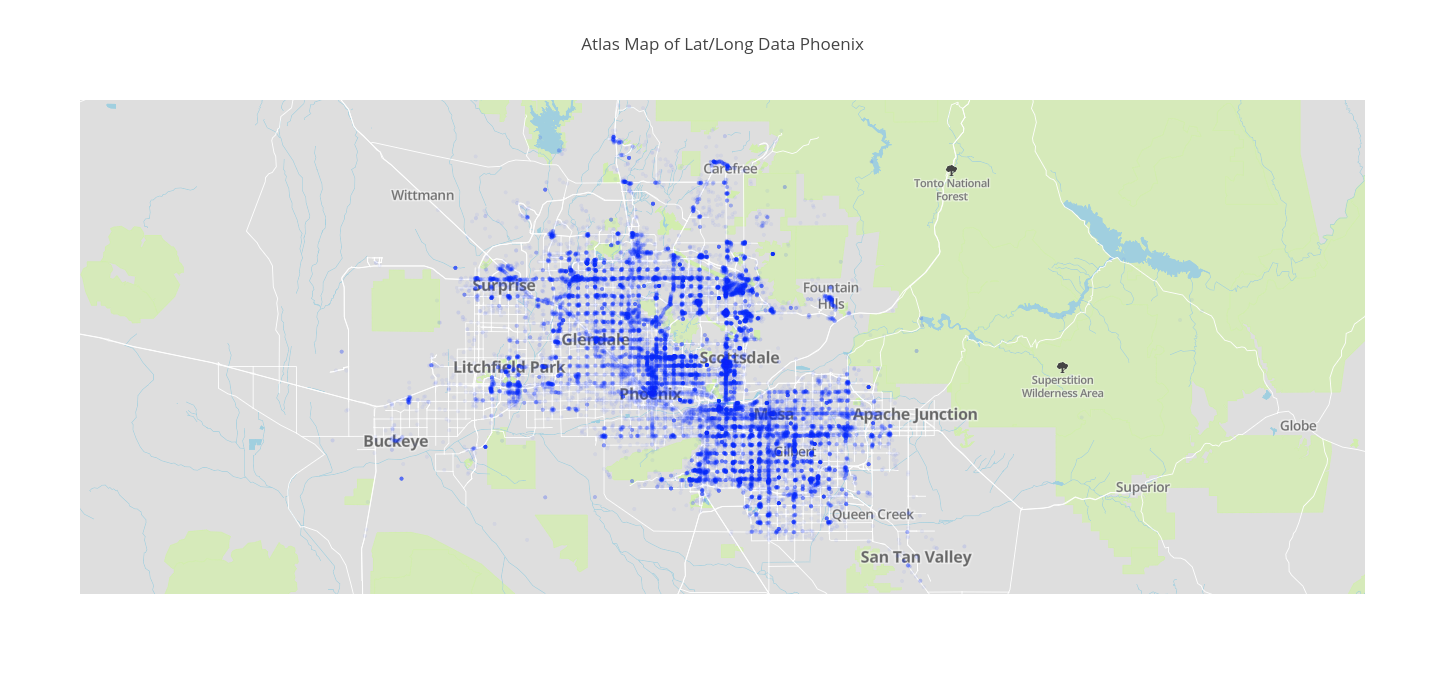 Atlas Map of Lat/Long Data Phoenix
Carefree
Tonto National
Forest
Wittmann
Surprise
Fountain
Hills
Glendale
Scottsdale
Litchfield Park
Superstition
Wilderness Area
Phoenix
Mesa
Apache Junction
Globe
Buckeye
Gilbert
Superior
Queen Creek
San Tan Valley